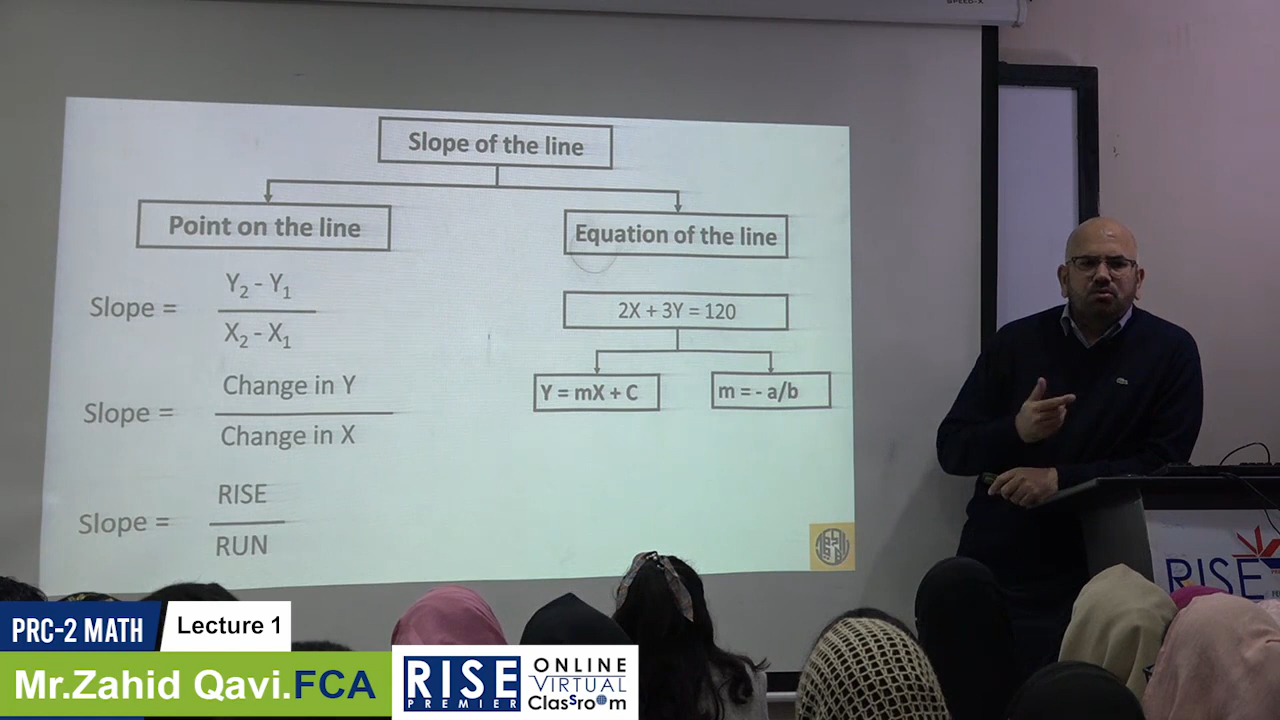 SPEED-X
Slope of the line
Point on the line
Equation of the line
Slope = Y₂ - Y₁ / X₂ - X₁
2X + 3Y = 120
Y = mX + C
m = - a/b
Slope = Change in Y / Change in X
Slope = RISE / RUN
RISE
PRC-2 MATH
Lecture 1
Mr.Zahid Qavi.FCA
RISE
PREMIER
ONLINE
VIRTUAL
ClasSroom